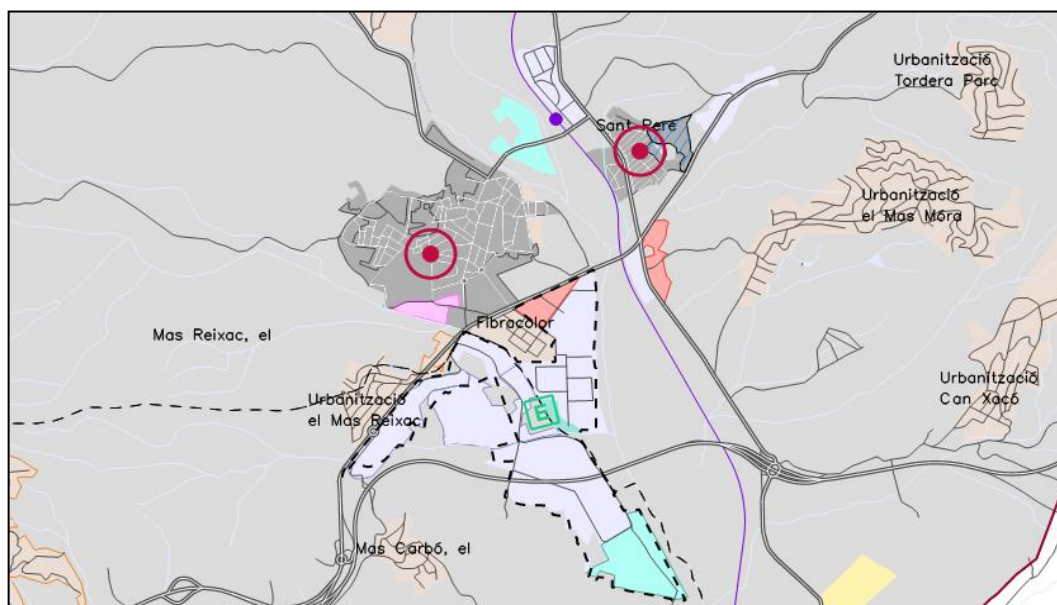 Urbanització
Tordera Parc
Sant Pere
Urbanització
el Mas Móra
Fibracolor
Mas Reixac, el
Urbanització
Can Xacó
Urbanització
el Mas Reixac
E
Mas Carbó, el